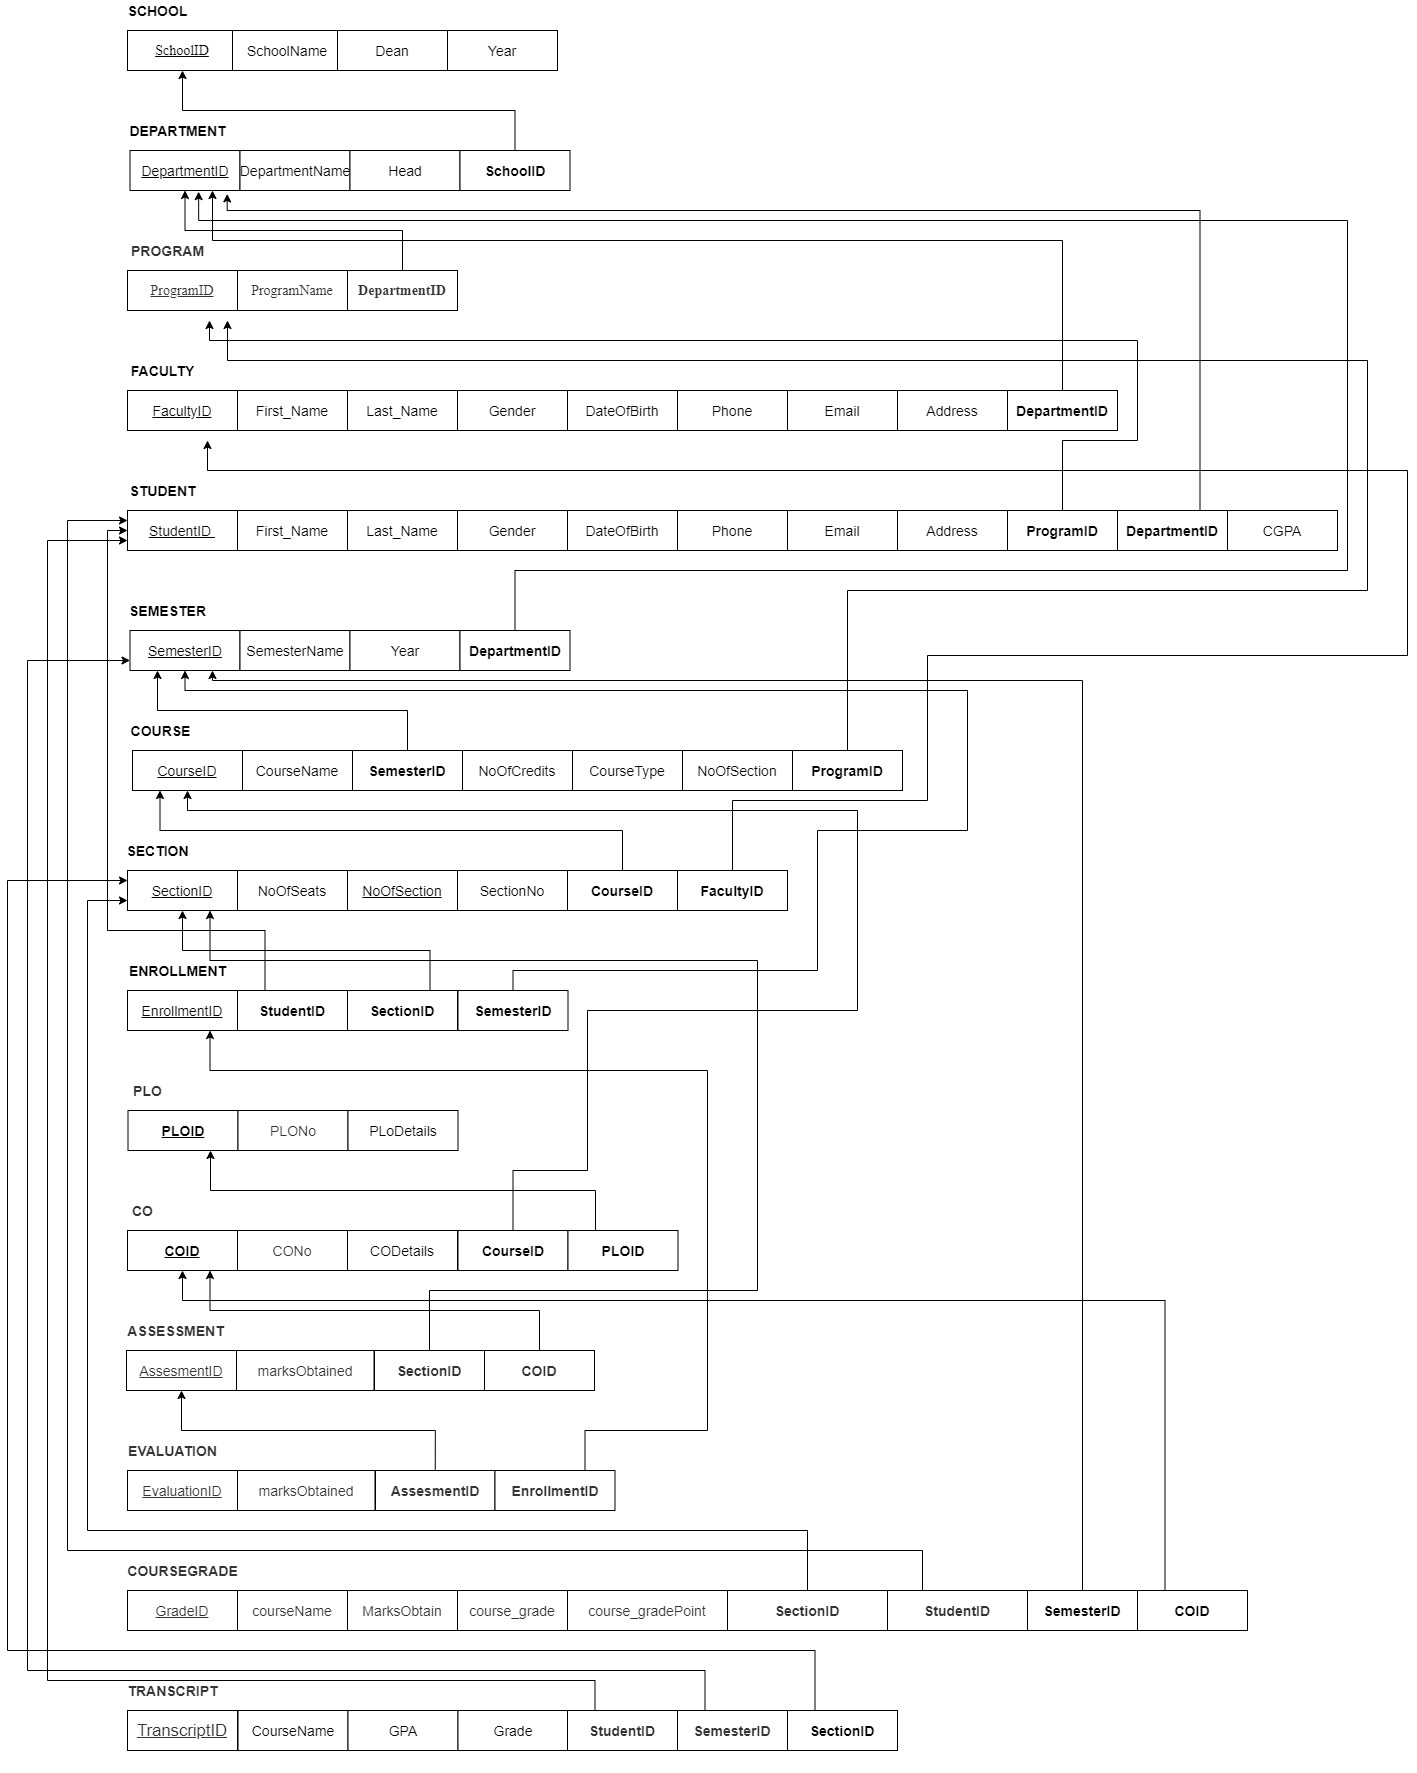 SCHOOL
SchoolID SchoolName Dean Year
DEPARTMENT
DepartmentID DepartmentName Head SchoolID
PROGRAM
ProgramID ProgramName DepartmentID
FACULTY
FacultyID First_Name Last_Name Gender DateOfBirth Phone Email Address DepartmentID
STUDENT
StudentID First_Name Last_Name Gender DateOfBirth Phone Email Address ProgramID DepartmentID CGPA
SEMESTER
SemesterID SemesterName Year DepartmentID
COURSE
CourseID CourseName SemesterID NoOfCredits CourseType NoOfSection ProgramID
SECTION
SectionID NoOfSeats NoOfSection SectionNo CourseID FacultyID
ENROLLMENT
EnrollmentID StudentID SectionID SemesterID
PLO
PLOID PLONo PLoDetails
CO
COID CONo CODetails CourseID PLOID
ASSESSMENT
AssesmentID marksObtained SectionID COID
EVALUATION
EvaluationID marksObtained AssesmentID EnrollmentID
COURSEGRADE
GradeID courseName MarksObtain course_grade course_gradePoint SectionID StudentID SemesterID COID
TRANSCRIPT
TranscriptID CourseName GPA Grade StudentID SemesterID SectionID